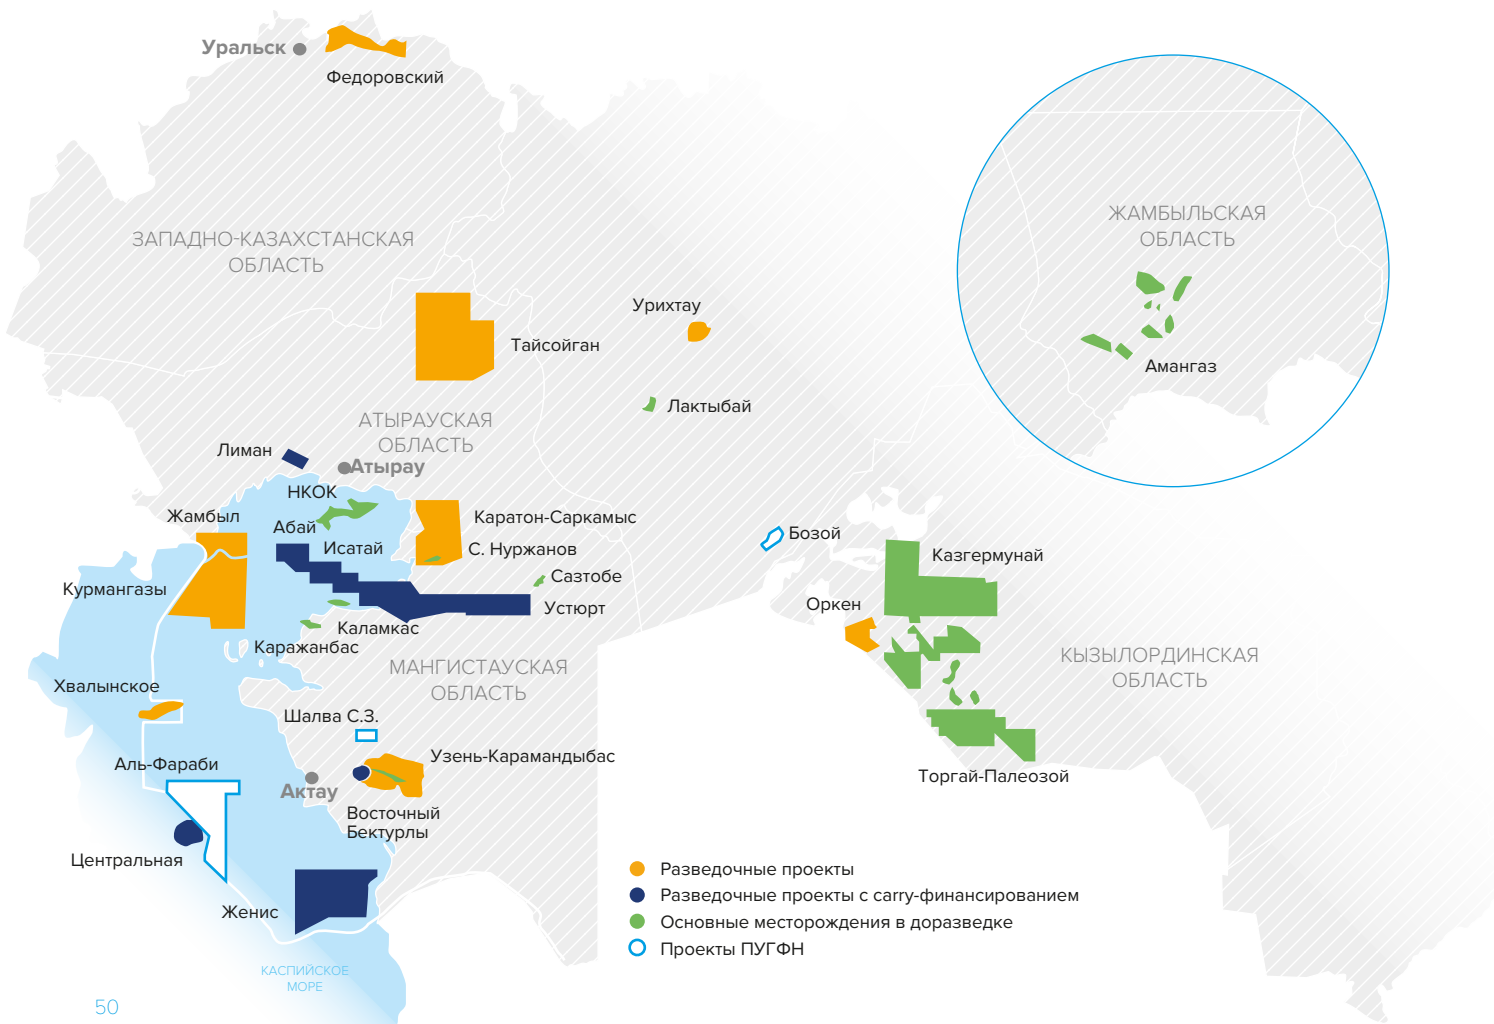 Уральск
Федоровский
ЗАПАДНО-КАЗАХСТАНСКАЯ
ОБЛАСТЬ
ЖАМБЫЛЬСКАЯ
ОБЛАСТЬ
Амангаз
Урихтау
Тайсойган
Лактыбай
АТЫРАУСКАЯ
ОБЛАСТЬ
Лиман
Атырау
НКОК
Жамбыл
Абай
Каратон-Саркамыс
Исатай
С. Нуржанов
Бозой
Казгермунай
Курмангазы
Сазтобе
Устюрт
Оркен
Каламкас
Каражанбас
МАНГИСТАУСКАЯ
ОБЛАСТЬ
КЫЗЫЛОРДИНСКАЯ
ОБЛАСТЬ
Хвалынское
Шалва С.З.
Аль-Фараби
Узень-Карамандыбас
Актау
Торгай-Палеозой
Восточный
Бектурлы
Центральная
Женис
Разведочные проекты
Разведочные проекты с carry-финансированием
Основные месторождения в доразведке
Проекты ПУГФН
КАСПИЙСКОЕ
МОРЕ
50